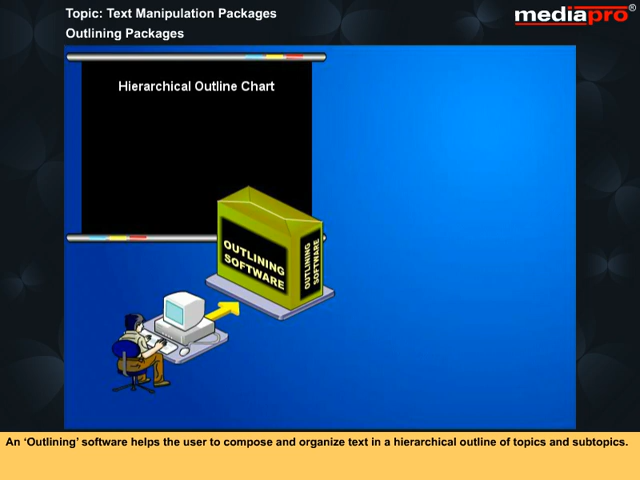 Topic: Text Manipulation Packages
mediapro®
Outlining Packages
Hierarchical Outline Chart
OUTLINING
SOFTWARE
OUTLINING
SOFTWARE
An ‘Outlining’ software helps the user to compose and organize text in a hierarchical outline of topics and subtopics.